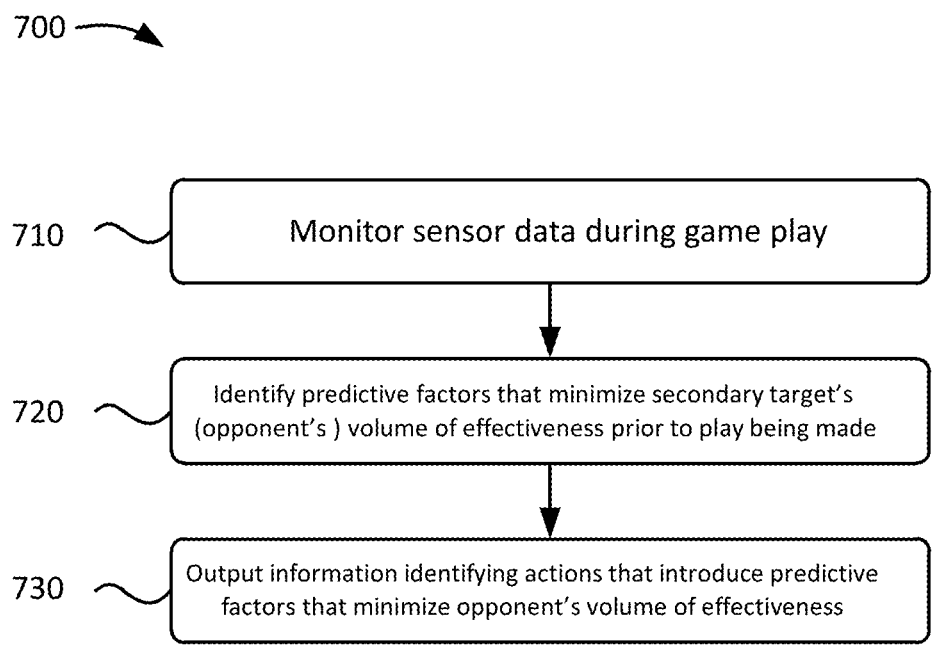 700
710
Monitor sensor data during game play
720
Identify predictive factors that minimize secondary target's
(opponent's ) volume of effectiveness prior to play being made
730
Output information identifying actions that introduce predictive
factors that minimize opponent's volume of effectiveness